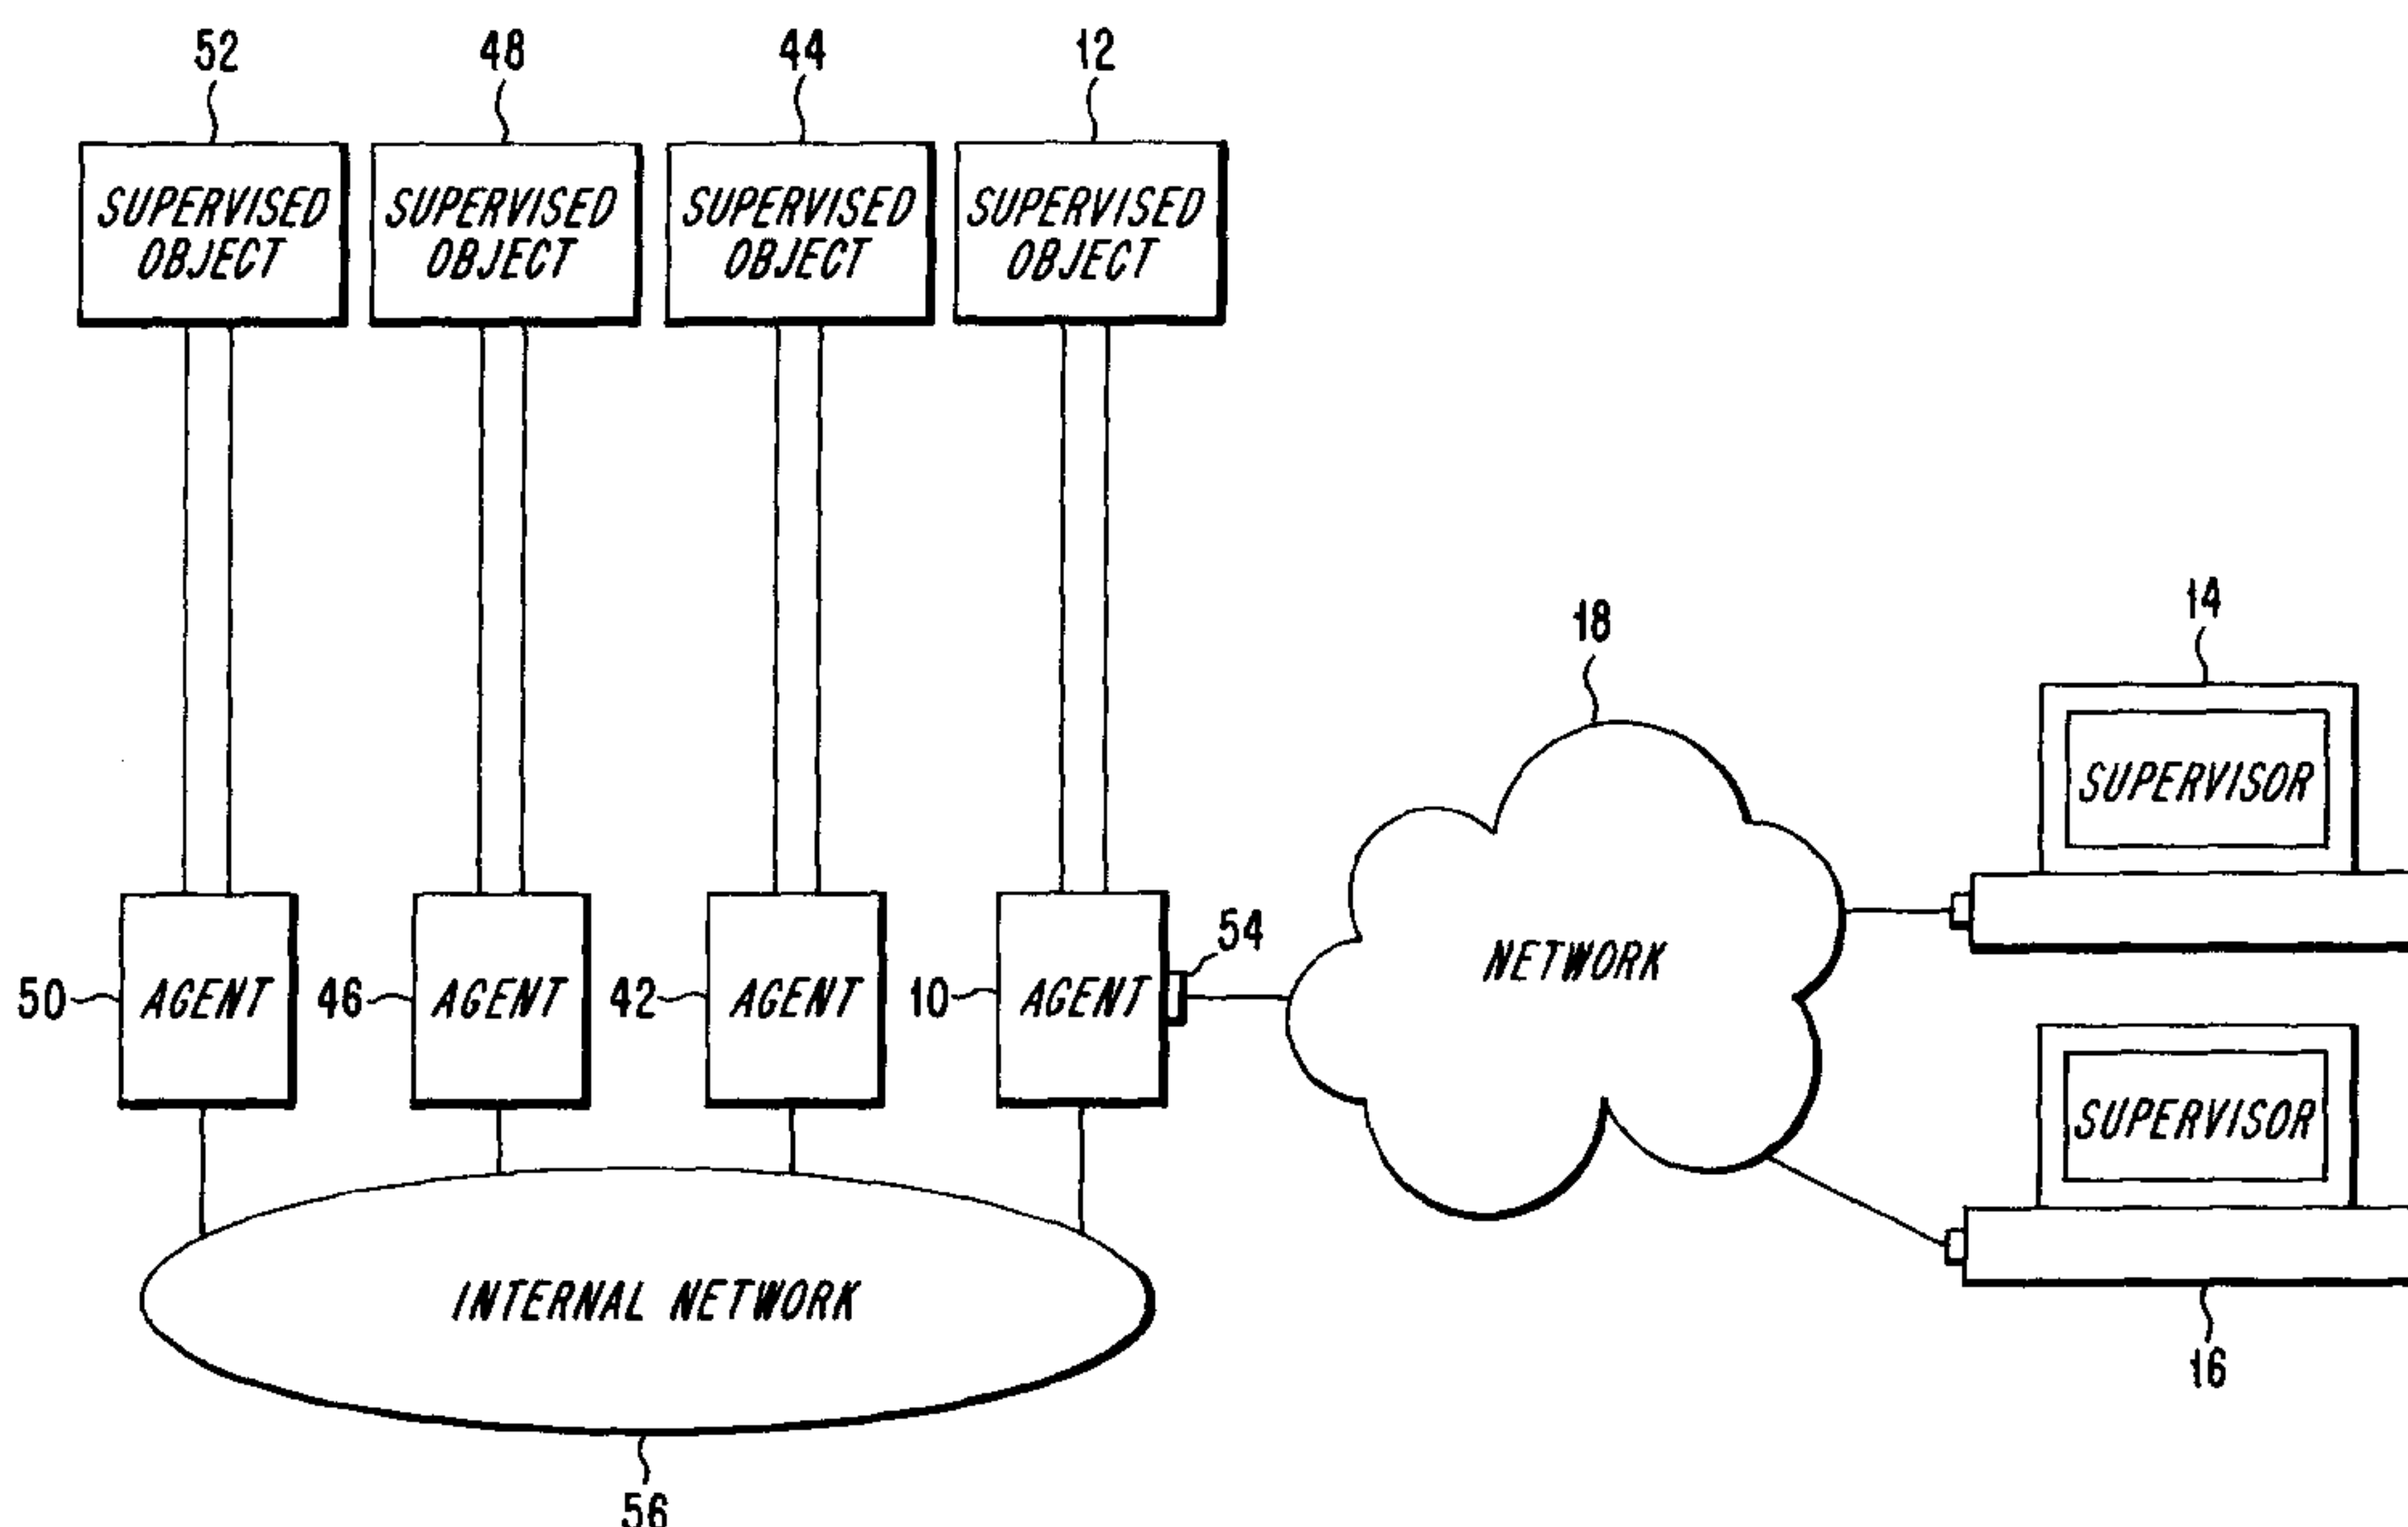 52
48
44
12
SUPERVISED
OBJECT
SUPERVISED
OBJECT
SUPERVISED
OBJECT
SUPERVISED
OBJECT
18
14
SUPERVISOR
54
50
AGENT
46
AGENT
42
AGENT
10
AGENT
NETWORK
SUPERVISOR
INTERNAL NETWORK
16
56